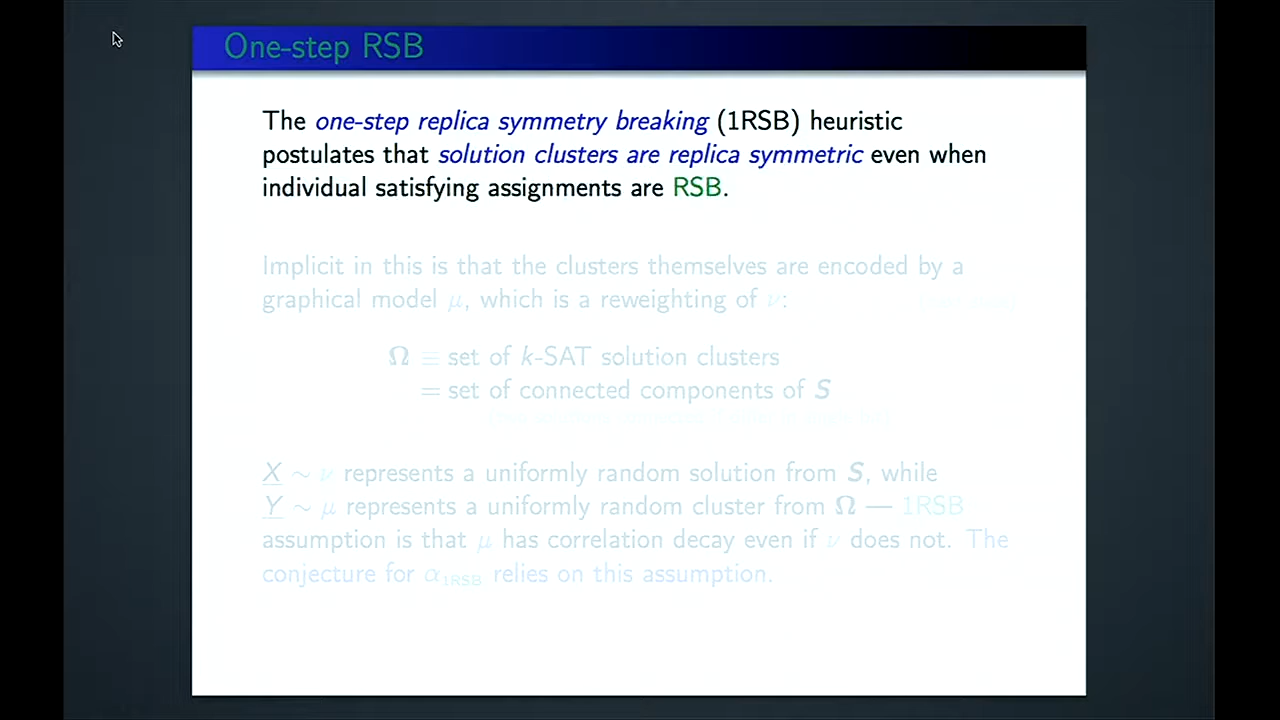 One-step RSB
The one-step replica symmetry breaking (1RSB) heuristic
postulates that solution clusters are replica symmetric even when
individual satisfying assignments are RSB.
Implicit in this is that the clusters themselves are encoded by a
graphical model μ, which is a reweighting of ν:
Ω ≡ set of k-SAT solution clusters
= set of connected components of S
X ~ ν represents a uniformly random solution from S, while
Y ~ μ represents a uniformly random cluster from Ω — 1RSB
assumption is that μ has correlation decay even if ν does not. The
conjecture for α1RSB relies on this assumption.